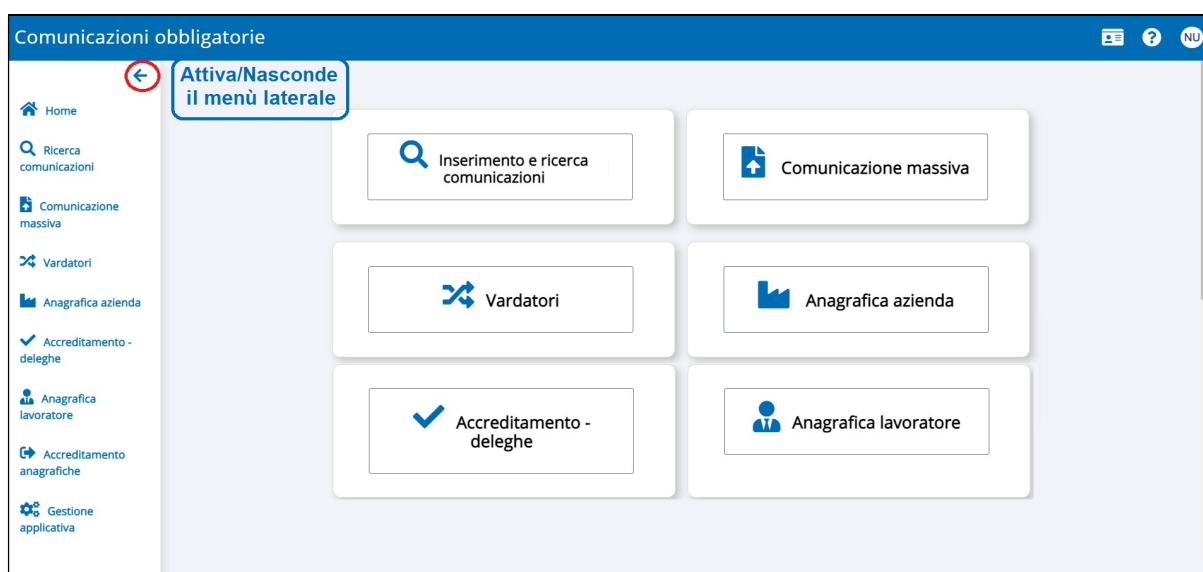 Comunicazioni obbligatorie
NU
Attiva/Nasconde
il menù laterale
Home
Ricerca
comunicazioni
Comunicazione
massiva
Vardatori
Anagrafica azienda
Accreditamento -
deleghe
Anagrafica
lavoratore
Accreditamento
anagrafiche
Gestione
applicativa
Inserimento e ricerca
comunicazioni
Comunicazione massiva
Vardatori
Anagrafica azienda
Accreditamento -
deleghe
Anagrafica lavoratore